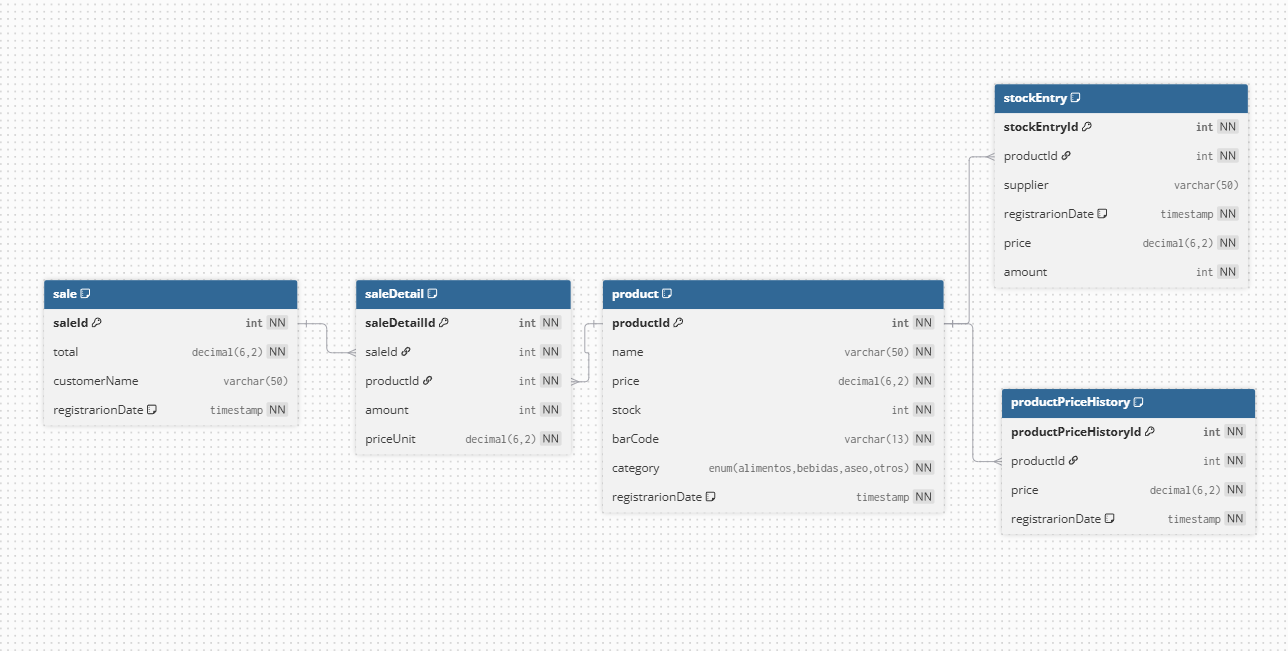 sale
saleId int NN
total decimal(6,2) NN
customerName varchar(50)
registrarionDate timestamp NN
saleDetail
saleDetailId int NN
saleId int NN
productId int NN
amount int NN
priceUnit decimal(6,2) NN
product
productId int NN
name varchar(50) NN
price decimal(6,2) NN
stock int NN
barCode varchar(13) NN
category enum(alimentos,bebidas,aseo,otros) NN
registrarionDate timestamp NN
stockEntry
stockEntryId int NN
productId int NN
supplier varchar(50)
registrarionDate timestamp NN
price decimal(6,2) NN
amount int NN
productPriceHistory
productPriceHistoryId int NN
productId int NN
price decimal(6,2) NN
registrarionDate timestamp NN